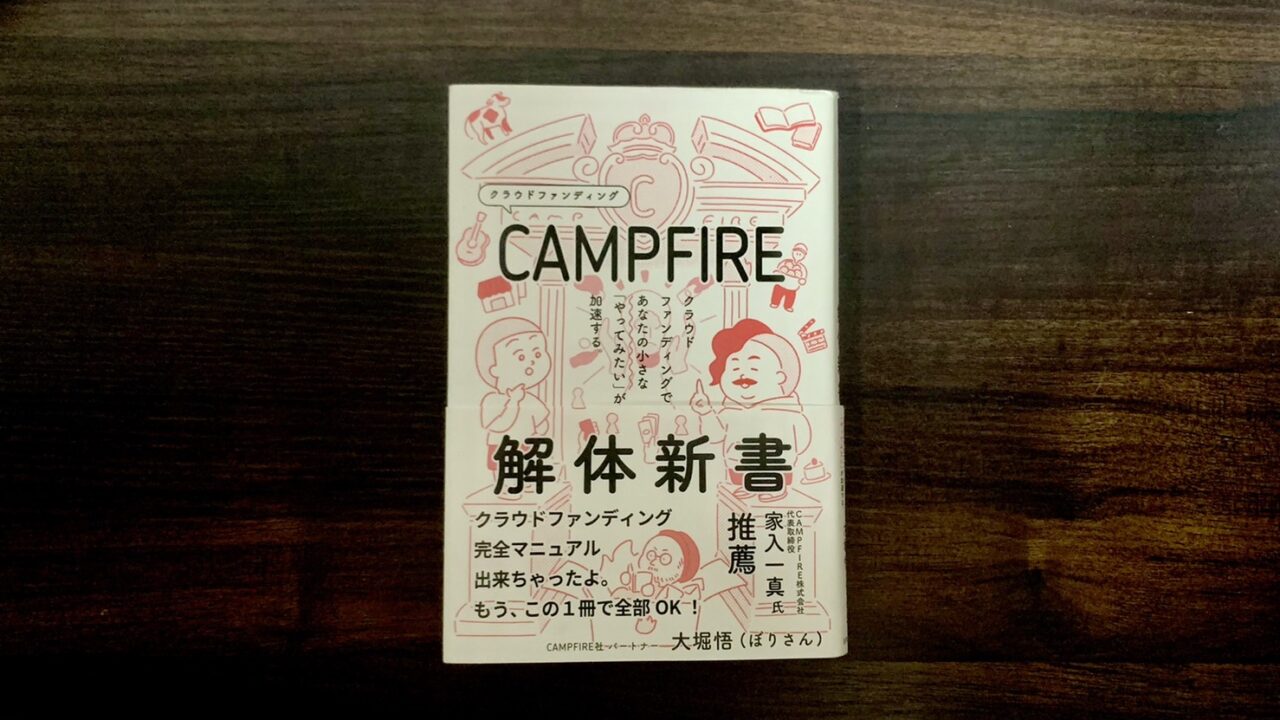 クラウドファンディング
C
CAMP FIRE
CAMPFIRE
クラウド
ファンディングで
あなたの小さな
「やってみたい」が
加速する。
解体新書
クラウドファンディング
完全マニュアル
出来ちゃったよ。
もう、この1冊で全部OK！
CAMPFIRE株式会社
代表取締役
家入一真氏
推薦
CAMPFIRE社 パートナー 大堀悟（ぼりさん）